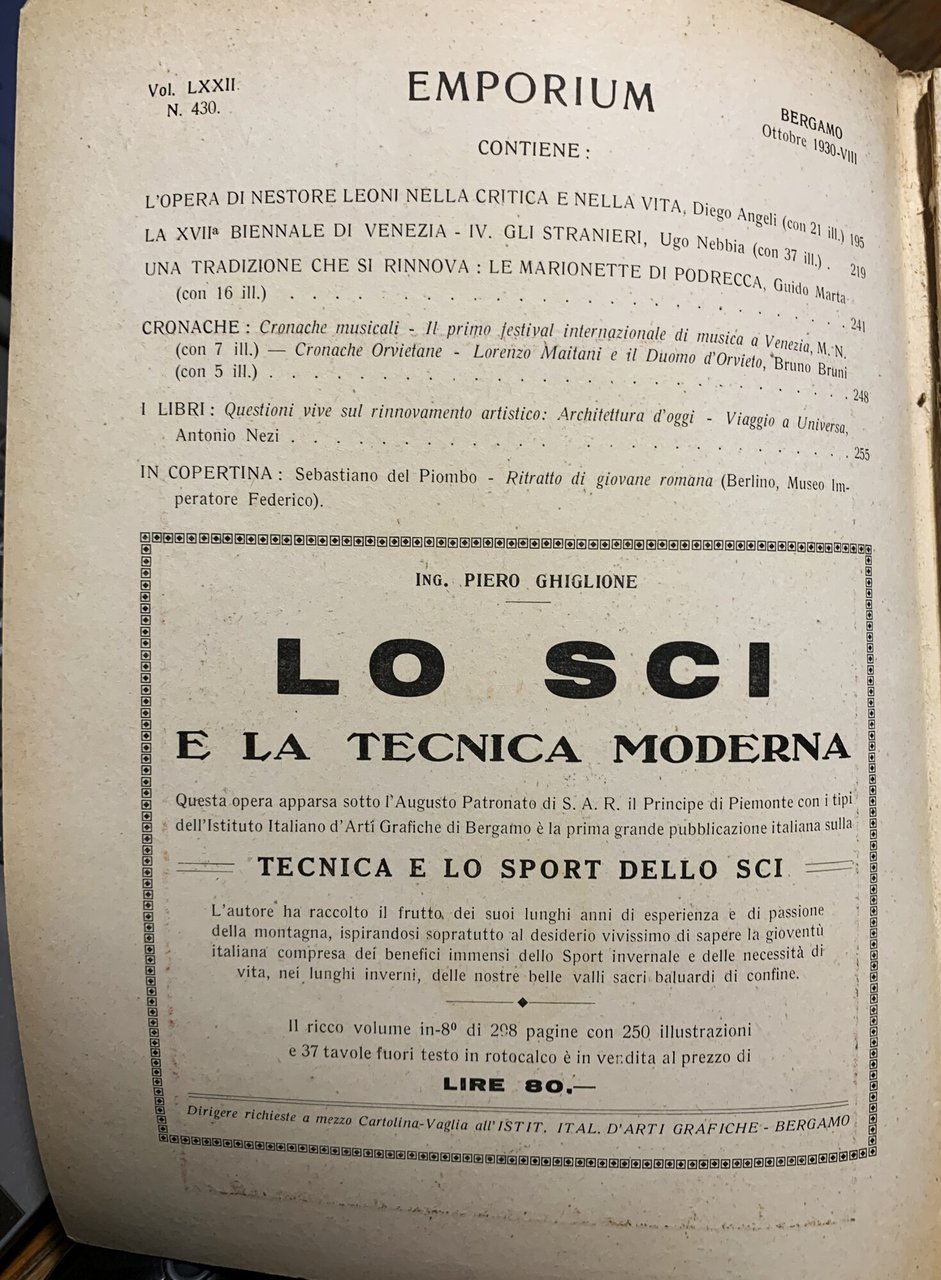 Vol. LXXII.
N. 430.
EMPORIUM
BERGAMO
Ottobre 1930-VIII
CONTIENE :
L'OPERA DI NESTORE LEONI NELLA CRITICA E NELLA VITA, Diego Angeli (con 21 ill.) 195
LA XVIIª BIENNALE DI VENEZIA - IV. GLI STRANIERI, Ugo Nebbia (con 37 ill.) . 219
UNA TRADIZIONE CHE SI RINNOVA : LE MARIONETTE DI PODRECCA, Guido Marta
(con 16 ill.) . . . . . . . . . . . . . . . . . . . . 241
CRONACHE : Cronache musicali - Il primo festival internazionale di musica a Venezia, M. N.
(con 7 ill.) — Cronache Orvietane - Lorenzo Maitani e il Duomo d'Orvieto, Bruno Bruni
(con 5 ill.) . . . . . . . . . . . . . . . . . . . . 248
I LIBRI : Questioni vive sul rinnovamento artistico: Architettura d'oggi - Viaggio a Universa,
Antonio Nezi . . . . . . . . . . . . . . . . . . . . 255
IN COPERTINA : Sebastiano del Piombo - Ritratto di giovane romana (Berlino, Museo Im-
peratore Federico).
ING. PIERO GHIGLIONE
LO SCI
E LA TECNICA MODERNA
Questa opera apparsa sotto l'Augusto Patronato di S. A. R. il Principe di Piemonte con i tipi
dell'Istituto Italiano d'Arti Grafiche di Bergamo è la prima grande pubblicazione italiana sulla
TECNICA E LO SPORT DELLO SCI
L'autore ha raccolto il frutto dei suoi lunghi anni di esperienza e di passione
della montagna, ispirandosi sopratutto al desiderio vivissimo di sapere la gioventù
italiana compresa dei benefici immensi dello Sport invernale e delle necessità di
vita, nei lunghi inverni, delle nostre belle valli sacri baluardi di confine.
Il ricco volume in-8º di 298 pagine con 250 illustrazioni
e 37 tavole fuori testo in rotocalco è in vendita al prezzo di
LIRE 80.—
Dirigere richieste a mezzo Cartolina-Vaglia all'ISTIT. ITAL. D'ARTI GRAFICHE - BERGAMO